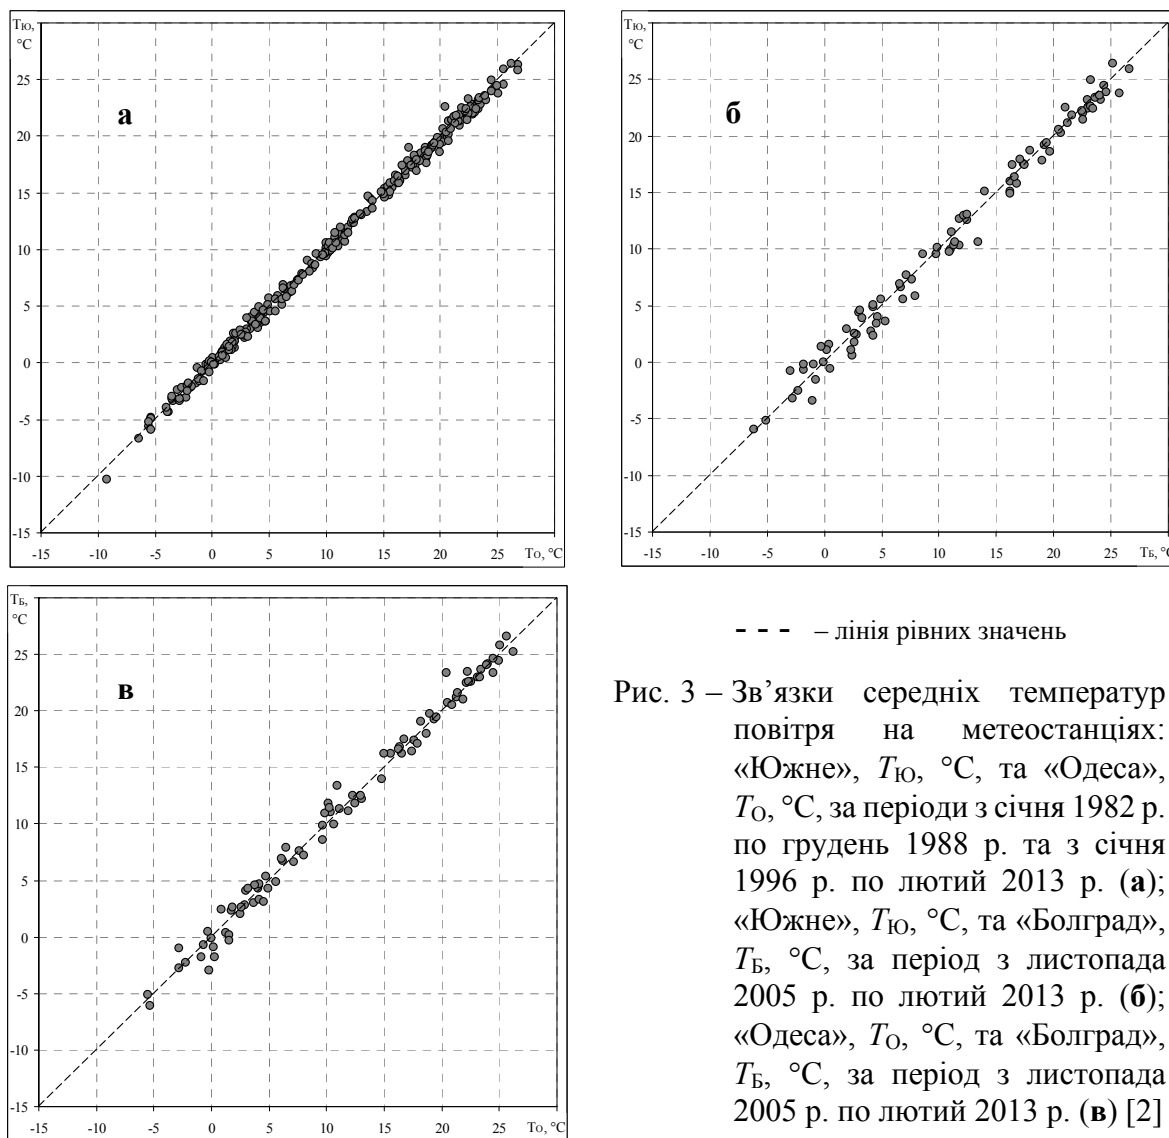 Tю,
°C
25
20
15
10
5
0
-5
-10
-15
а
-15
-10
-5
0
5
10
15
20
25
Tо, °C
Tю,
°C
25
20
15
10
5
0
-5
-10
-15
б
-15
-10
-5
0
5
10
15
20
25
TБ, °C
TБ,
°C
25
20
15
10
5
0
-5
-10
-15
в
-15
-10
-5
0
5
10
15
20
25
Tо, °C
- - - – лінія рівних значень
Рис. 3 – Зв’язки середніх температур
повітря на метеостанціях:
«Южне», TЮ, °C, та «Одеса»,
TО, °C, за періоди з січня 1982 р.
по грудень 1988 р. та з січня
1996 р. по лютий 2013 р. (а);
«Южне», TЮ, °C, та «Болград»,
TБ, °C, за період з листопада
2005 р. по лютий 2013 р. (б);
«Одеса», TО, °C, та «Болград»,
TБ, °C, за період з листопада
2005 р. по лютий 2013 р. (в) [2]